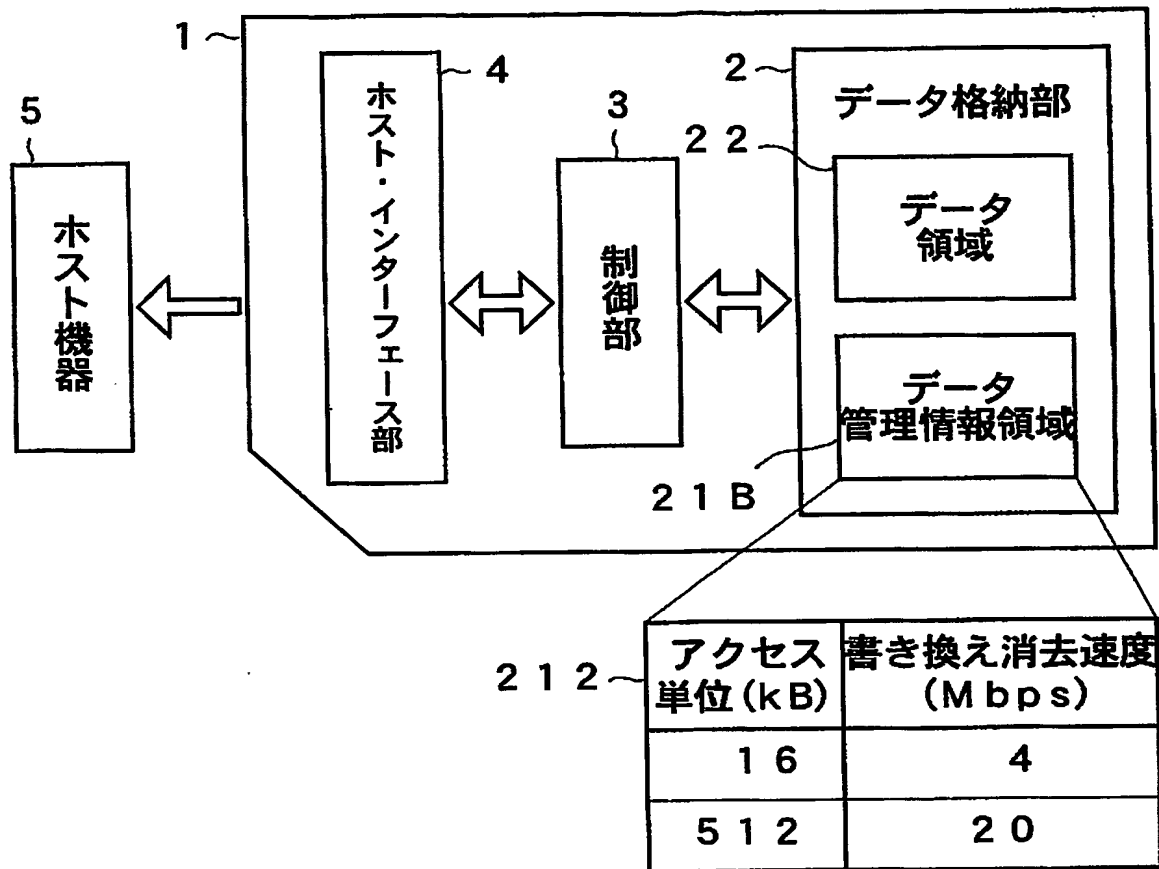 1
5
ホスト機器
4
ホスト・インターフェース部
3
制御部
2
データ格納部
22
データ
領域
データ
管理情報領域
21B
212
アクセス
単位(kB)
書き換え消去速度
(Mbps)
16
4
512
20